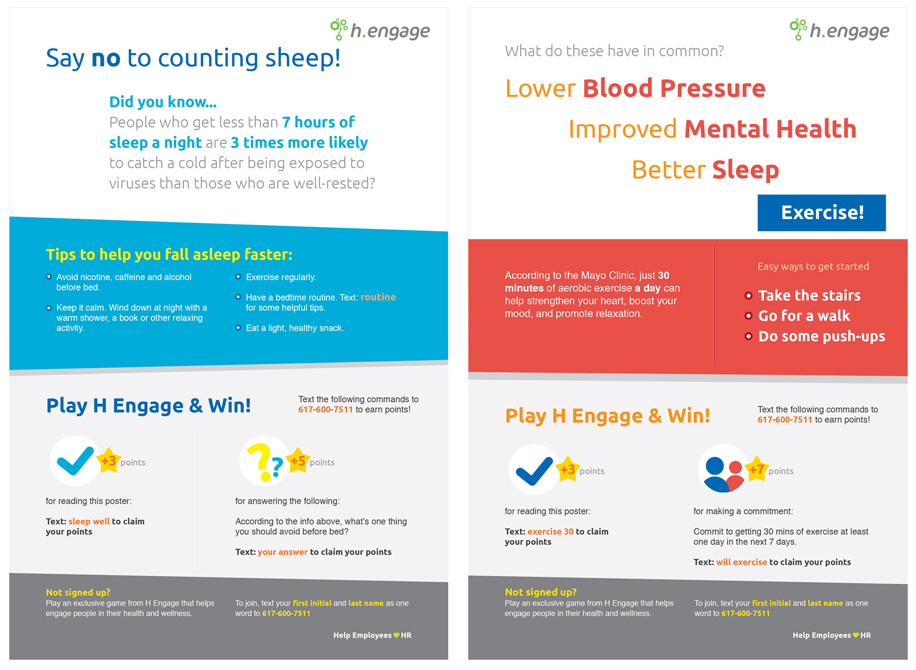 h.engage
Say no to counting sheep!
Did you know...
People who get less than 7 hours of
sleep a night are 3 times more likely
to catch a cold after being exposed to
viruses than those who are well-rested?
Tips to help you fall asleep faster:
Avoid nicotine, caffeine and alcohol
before bed.
Keep it calm. Wind down at night with a
warm shower, a book or other relaxing
activity.
Exercise regularly.
Have a bedtime routine. Text: routine
for some helpful tips.
Eat a light, healthy snack.
Play H Engage & Win!
Text the following commands to
617-600-7511 to earn points!
+3 points
for reading this poster:
Text: sleep well to claim
your points
? ? +5 points
for answering the following:
According to the info above, what's one thing
you should avoid before bed?
Text: your answer to claim your points
Not signed up?
Play an exclusive game from H Engage that helps
engage people in their health and wellness.
To join, text your first initial and last name as one
word to 617-600-7511
Help Employees HR
h.engage
What do these have in common?
Lower Blood Pressure
Improved Mental Health
Better Sleep
Exercise!
According to the Mayo Clinic, just 30
minutes of aerobic exercise a day can
help strengthen your heart, boost your
mood, and promote relaxation.
Easy ways to get started
Take the stairs
Go for a walk
Do some push-ups
Play H Engage & Win!
Text the following commands to
617-600-7511 to earn points!
+3 points
for reading this poster:
Text: exercise 30 to claim
your points
+7 points
for making a commitment:
Commit to getting 30 mins of exercise at least
one day in the next 7 days.
Text: will exercise to claim your points
Not signed up?
Play an exclusive game from H Engage that helps
engage people in their health and wellness.
To join, text your first initial and last name as one
word to 617-600-7511
Help Employees HR